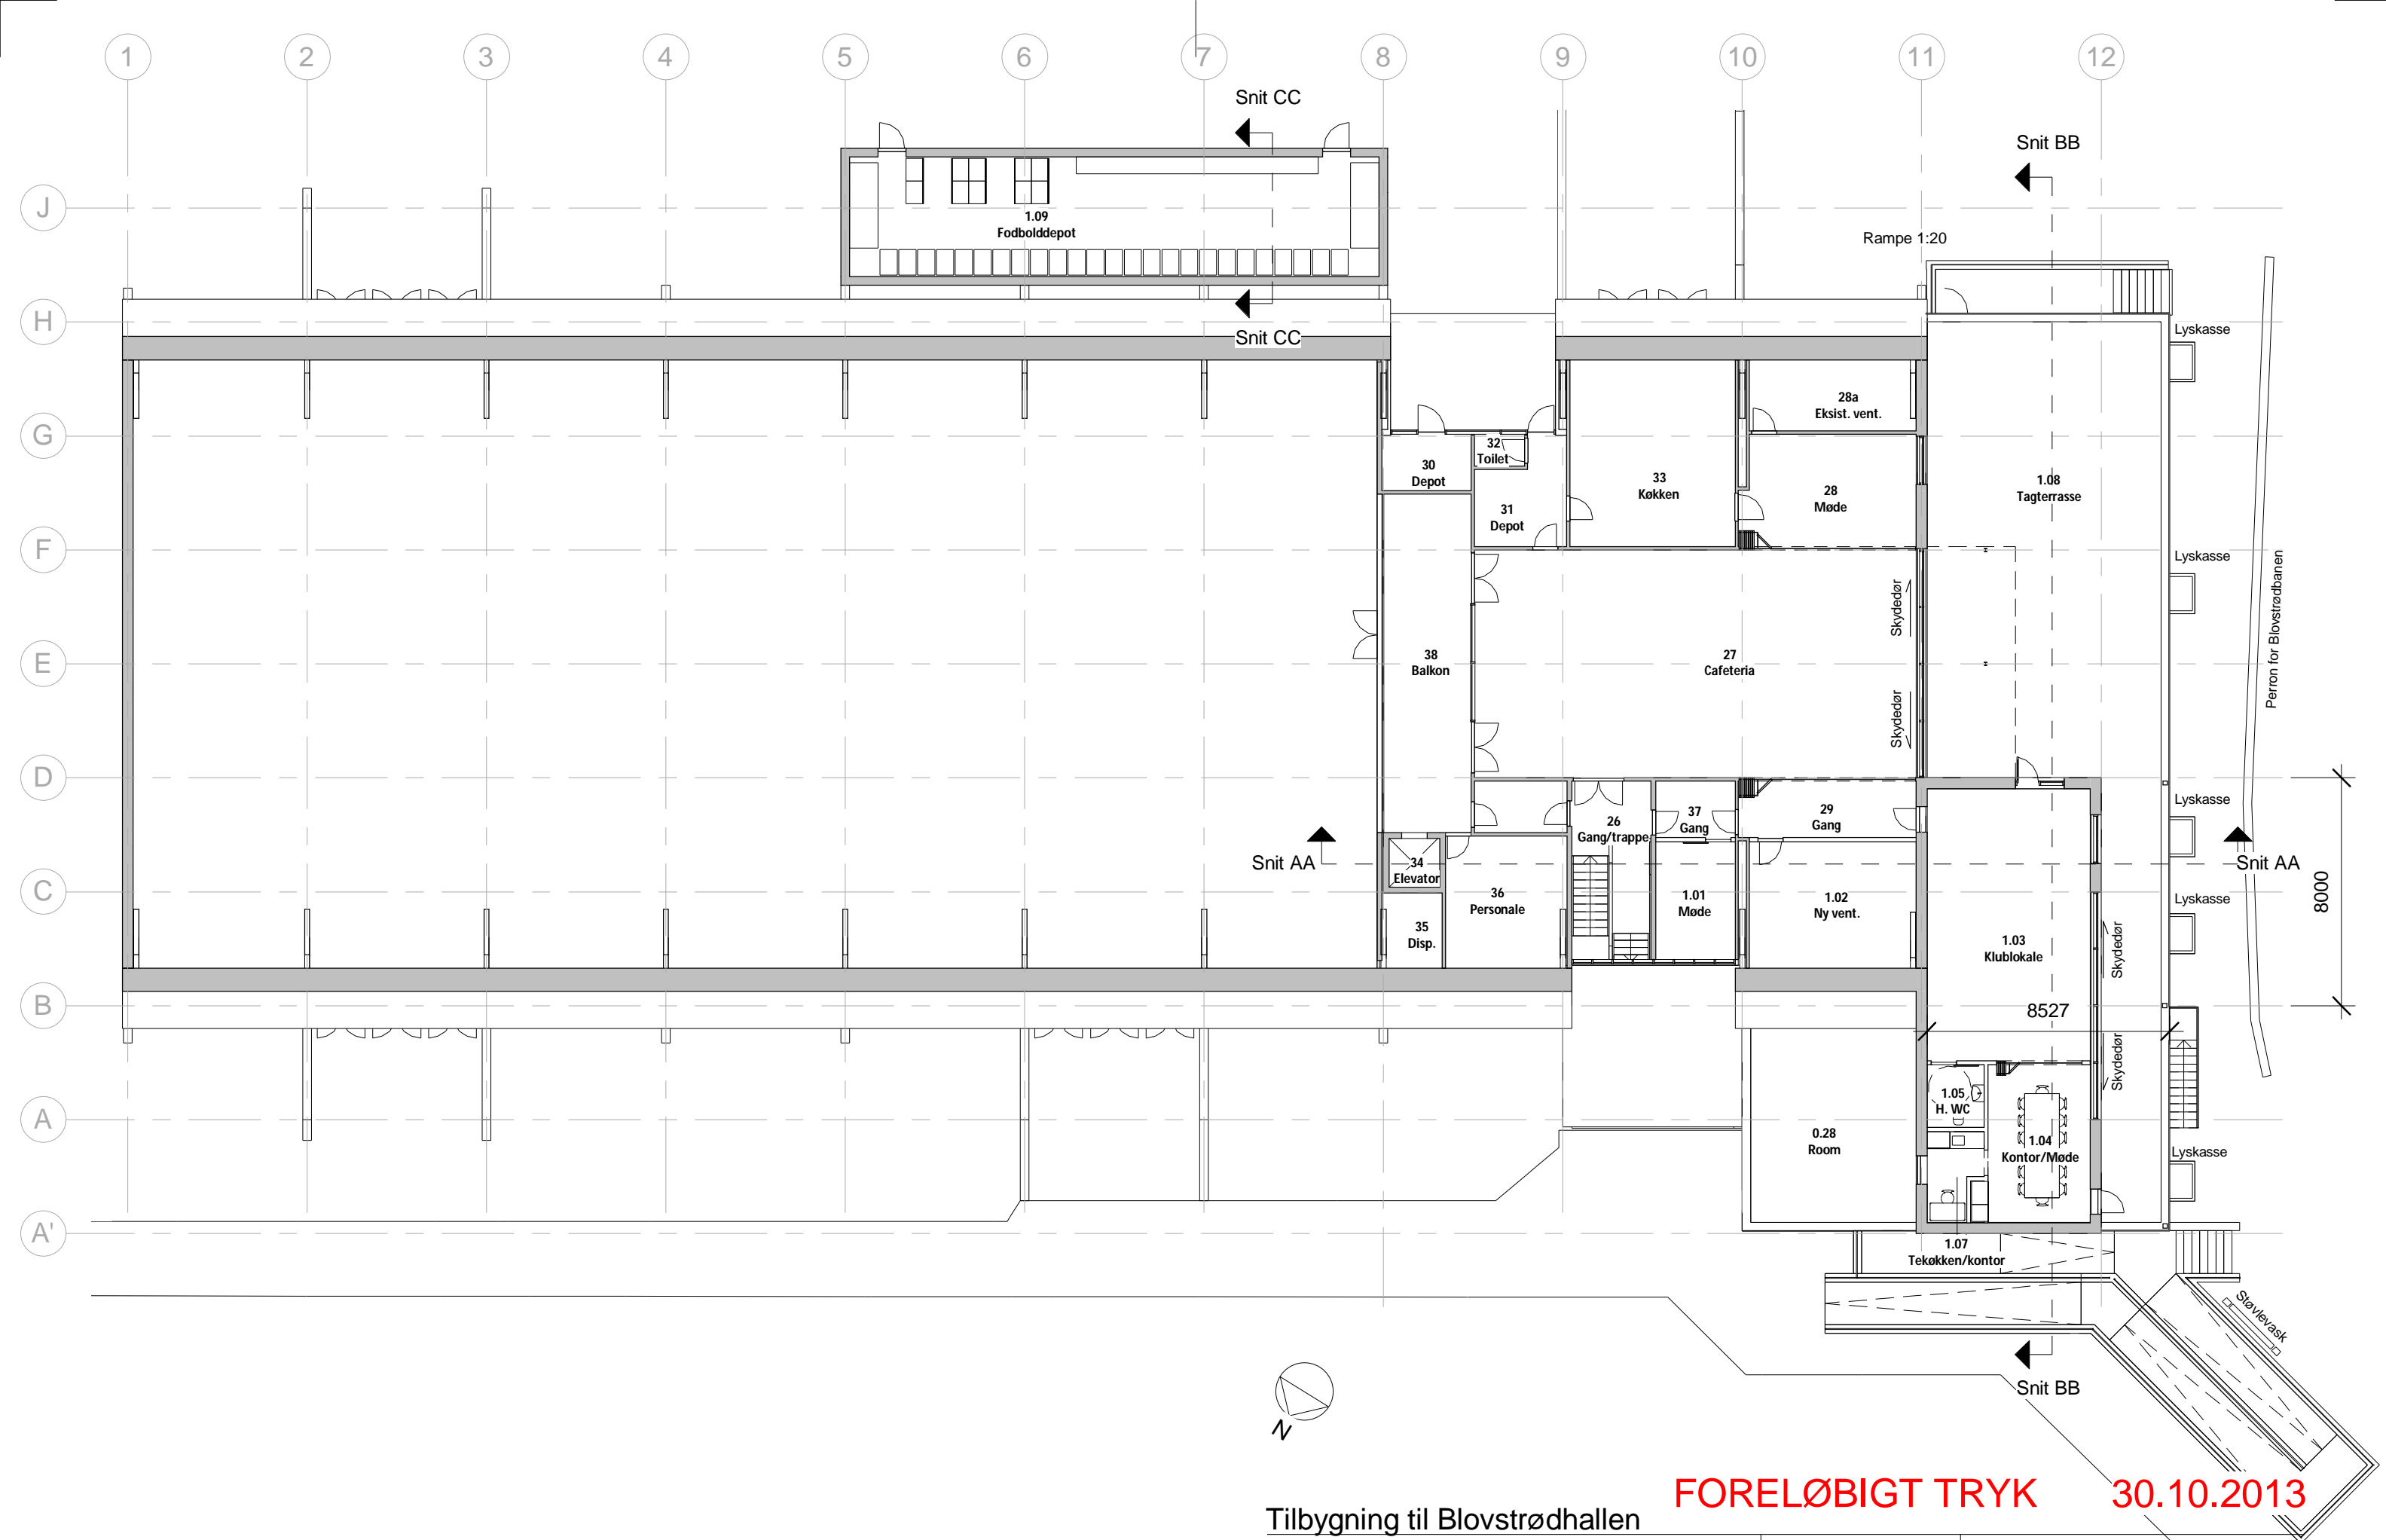 1 2 3 4 5 6 7 8 9 10 11 12
Snit CC
Snit BB
J
1.09
Fodbolddepot
Rampe 1:20
H
Snit CC
Lyskasse
28a
Eksist. vent.
G
32
Toilet
30
Depot
33
Køkken
28
Møde
1.08
Tagterrasse
31
Depot
F
Lyskasse
Skydedør
Perron for Blovstrødbanen
E
38
Balkon
27
Cafeteria
Skydedør
D
Lyskasse
26
Gang/trappe
37
Gang
29
Gang
Snit AA
34
Elevator
Snit AA
C
36
Personale
1.01
Møde
1.02
Ny vent.
8000
Lyskasse
35
Disp.
1.03
Klublokale
Skydedør
B
8527
Skydedør
A
1.05
H. WC
0.28
Room
1.04
Kontor/Møde
Lyskasse
A'
1.07
Tekøkken/kontor
Støvlevask
Snit BB
N
FORELØBIGT TRYK 30.10.2013
Tilbygning til Blovstrødhallen